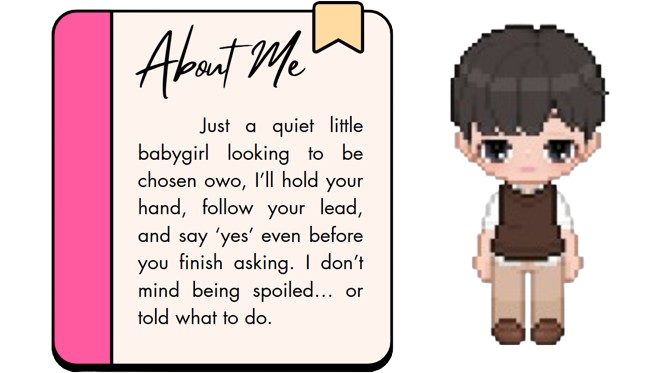 About Me
Just a quiet little
babygirl looking to be
chosen owo, I'll hold your
hand, follow your lead,
and say 'yes' even before
you finish asking. I don't
mind being spoiled... or
told what to do.